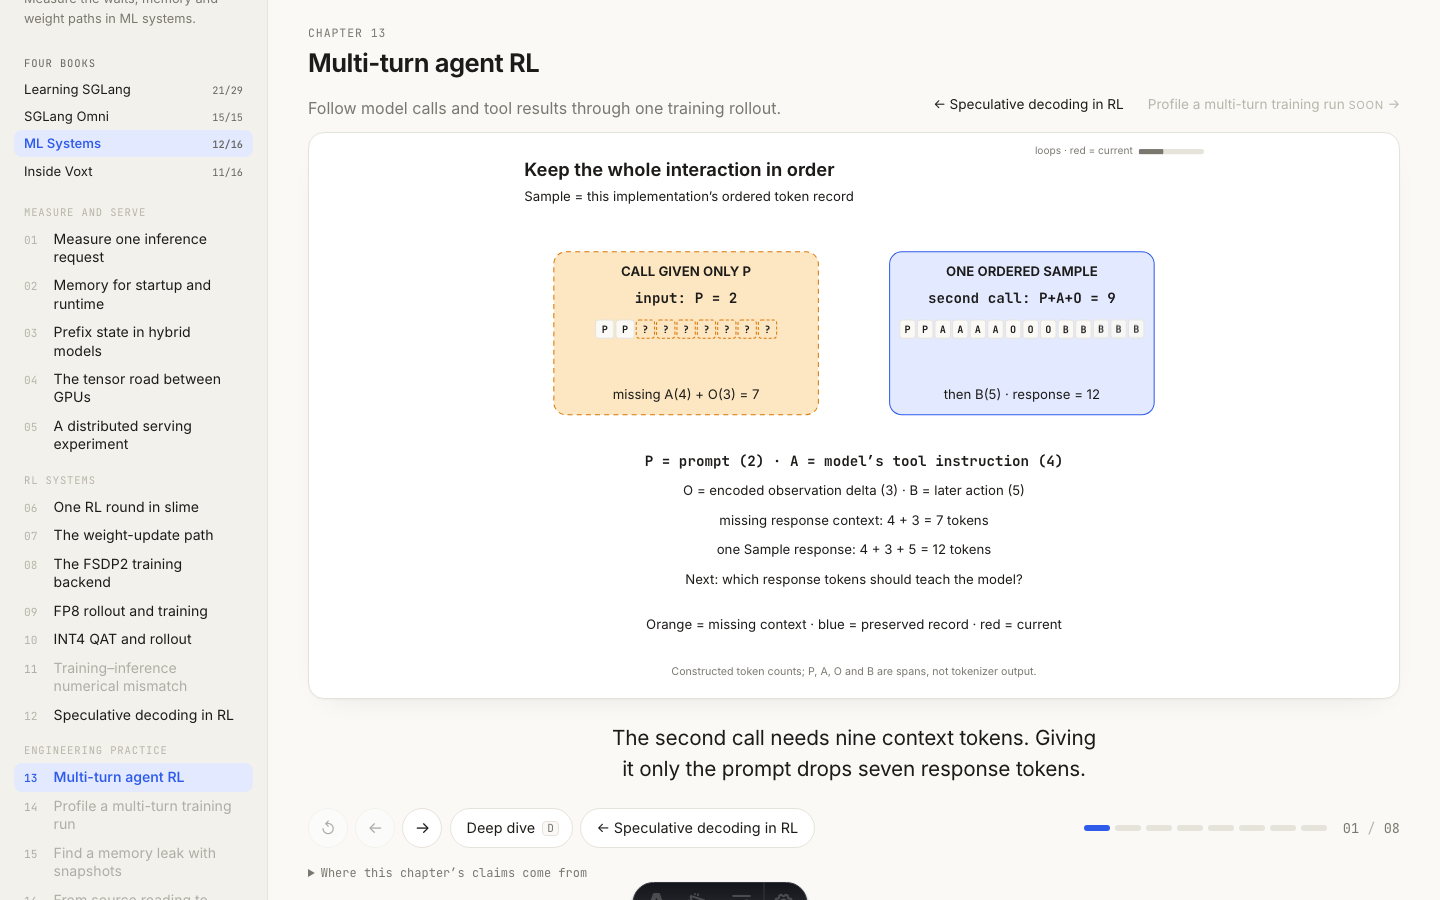 weight paths in ML systems.
FOUR BOOKS
Learning SGLang 21/29
SGLang Omni 15/15
ML Systems 12/16
Inside Voxt 11/16
MEASURE AND SERVE
01 Measure one inference
request
02 Memory for startup and
runtime
03 Prefix state in hybrid
models
04 The tensor road between
GPUs
05 A distributed serving
experiment
RL SYSTEMS
06 One RL round in slime
07 The weight-update path
08 The FSDP2 training
backend
09 FP8 rollout and training
10 INT4 QAT and rollout
11 Training–inference
numerical mismatch
12 Speculative decoding in RL
ENGINEERING PRACTICE
13 Multi-turn agent RL
14 Profile a multi-turn training
run
15 Find a memory leak with
snapshots
CHAPTER 13
Multi-turn agent RL
Follow model calls and tool results through one training rollout.
← Speculative decoding in RL
Profile a multi-turn training run SOON →
loops · red = current
Keep the whole interaction in order
Sample = this implementation’s ordered token record
CALL GIVEN ONLY P
input: P = 2
P P ? ? ? ? ? ? ?
missing A(4) + O(3) = 7
ONE ORDERED SAMPLE
second call: P+A+O = 9
P P A A A A O O O B B B B B
then B(5) · response = 12
P = prompt (2) · A = model’s tool instruction (4)
O = encoded observation delta (3) · B = later action (5)
missing response context: 4 + 3 = 7 tokens
one Sample response: 4 + 3 + 5 = 12 tokens
Next: which response tokens should teach the model?
Orange = missing context · blue = preserved record · red = current
Constructed token counts; P, A, O and B are spans, not tokenizer output.
The second call needs nine context tokens. Giving
it only the prompt drops seven response tokens.
Deep dive D
← Speculative decoding in RL
01 / 08
▶ Where this chapter’s claims come from